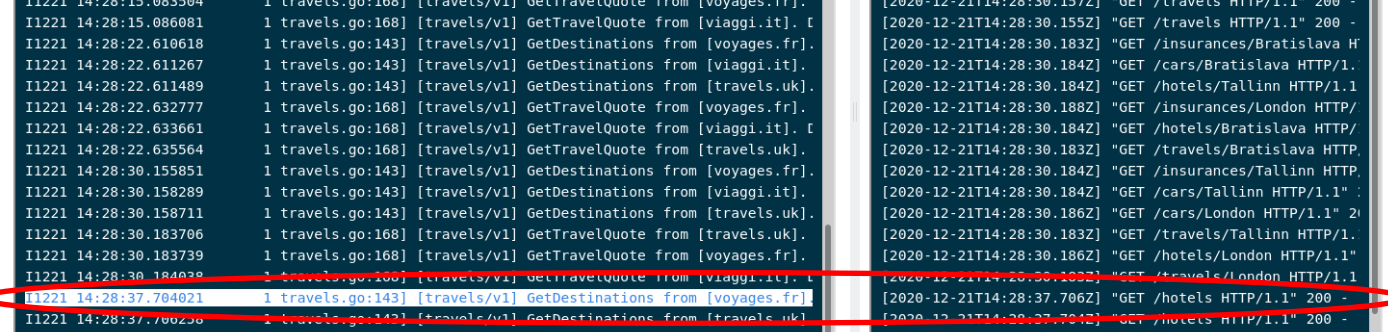 I1221 14:28:15.083504 1 travels.go:168] [travels/v1] GetTravelQuote from [voyages.fr].
I1221 14:28:15.086081 1 travels.go:168] [travels/v1] GetTravelQuote from [viaggi.it]. D
I1221 14:28:22.610618 1 travels.go:143] [travels/v1] GetDestinations from [voyages.fr].
I1221 14:28:22.611267 1 travels.go:143] [travels/v1] GetDestinations from [viaggi.it].
I1221 14:28:22.611489 1 travels.go:143] [travels/v1] GetDestinations from [travels.uk].
I1221 14:28:22.632777 1 travels.go:168] [travels/v1] GetTravelQuote from [voyages.fr].
I1221 14:28:22.633661 1 travels.go:168] [travels/v1] GetTravelQuote from [viaggi.it]. D
I1221 14:28:22.635564 1 travels.go:168] [travels/v1] GetTravelQuote from [travels.uk].
I1221 14:28:30.155851 1 travels.go:143] [travels/v1] GetDestinations from [voyages.fr].
I1221 14:28:30.158289 1 travels.go:143] [travels/v1] GetDestinations from [viaggi.it].
I1221 14:28:30.158711 1 travels.go:143] [travels/v1] GetDestinations from [travels.uk].
I1221 14:28:30.183706 1 travels.go:168] [travels/v1] GetTravelQuote from [travels.uk].
I1221 14:28:30.183739 1 travels.go:168] [travels/v1] GetTravelQuote from [voyages.fr].
I1221 14:28:30.184038 1 travels.go:168] [travels/v1] GetTravelQuote from [viaggi.it]. D
I1221 14:28:37.704021 1 travels.go:143] [travels/v1] GetDestinations from [voyages.fr].
I1221 14:28:37.706258 1 travels.go:143] [travels/v1] GetDestinations from [travels.uk]
[2020-12-21T14:28:30.157Z] "GET /travels HTTP/1.1" 200 -
[2020-12-21T14:28:30.155Z] "GET /travels HTTP/1.1" 200 -
[2020-12-21T14:28:30.183Z] "GET /insurances/Bratislava HT
[2020-12-21T14:28:30.184Z] "GET /cars/Bratislava HTTP/1.
[2020-12-21T14:28:30.184Z] "GET /hotels/Tallinn HTTP/1.1
[2020-12-21T14:28:30.188Z] "GET /insurances/London HTTP/
[2020-12-21T14:28:30.184Z] "GET /hotels/Bratislava HTTP/
[2020-12-21T14:28:30.184Z] "GET /travels/Bratislava HTTP
[2020-12-21T14:28:30.184Z] "GET /insurances/Tallinn HTTP
[2020-12-21T14:28:30.184Z] "GET /cars/Tallinn HTTP/1.1"
[2020-12-21T14:28:30.186Z] "GET /cars/London HTTP/1.1" 20
[2020-12-21T14:28:30.183Z] "GET /travels/Tallinn HTTP/1.
[2020-12-21T14:28:30.186Z] "GET /hotels/London HTTP/1.1"
"GET /travels/London HTTP/1.1
[2020-12-21T14:28:37.706Z] "GET /hotels HTTP/1.1" 200 -
[2020-12-21T14:28:37.704Z] "GET /hotels HTTP/1.1" 200 -